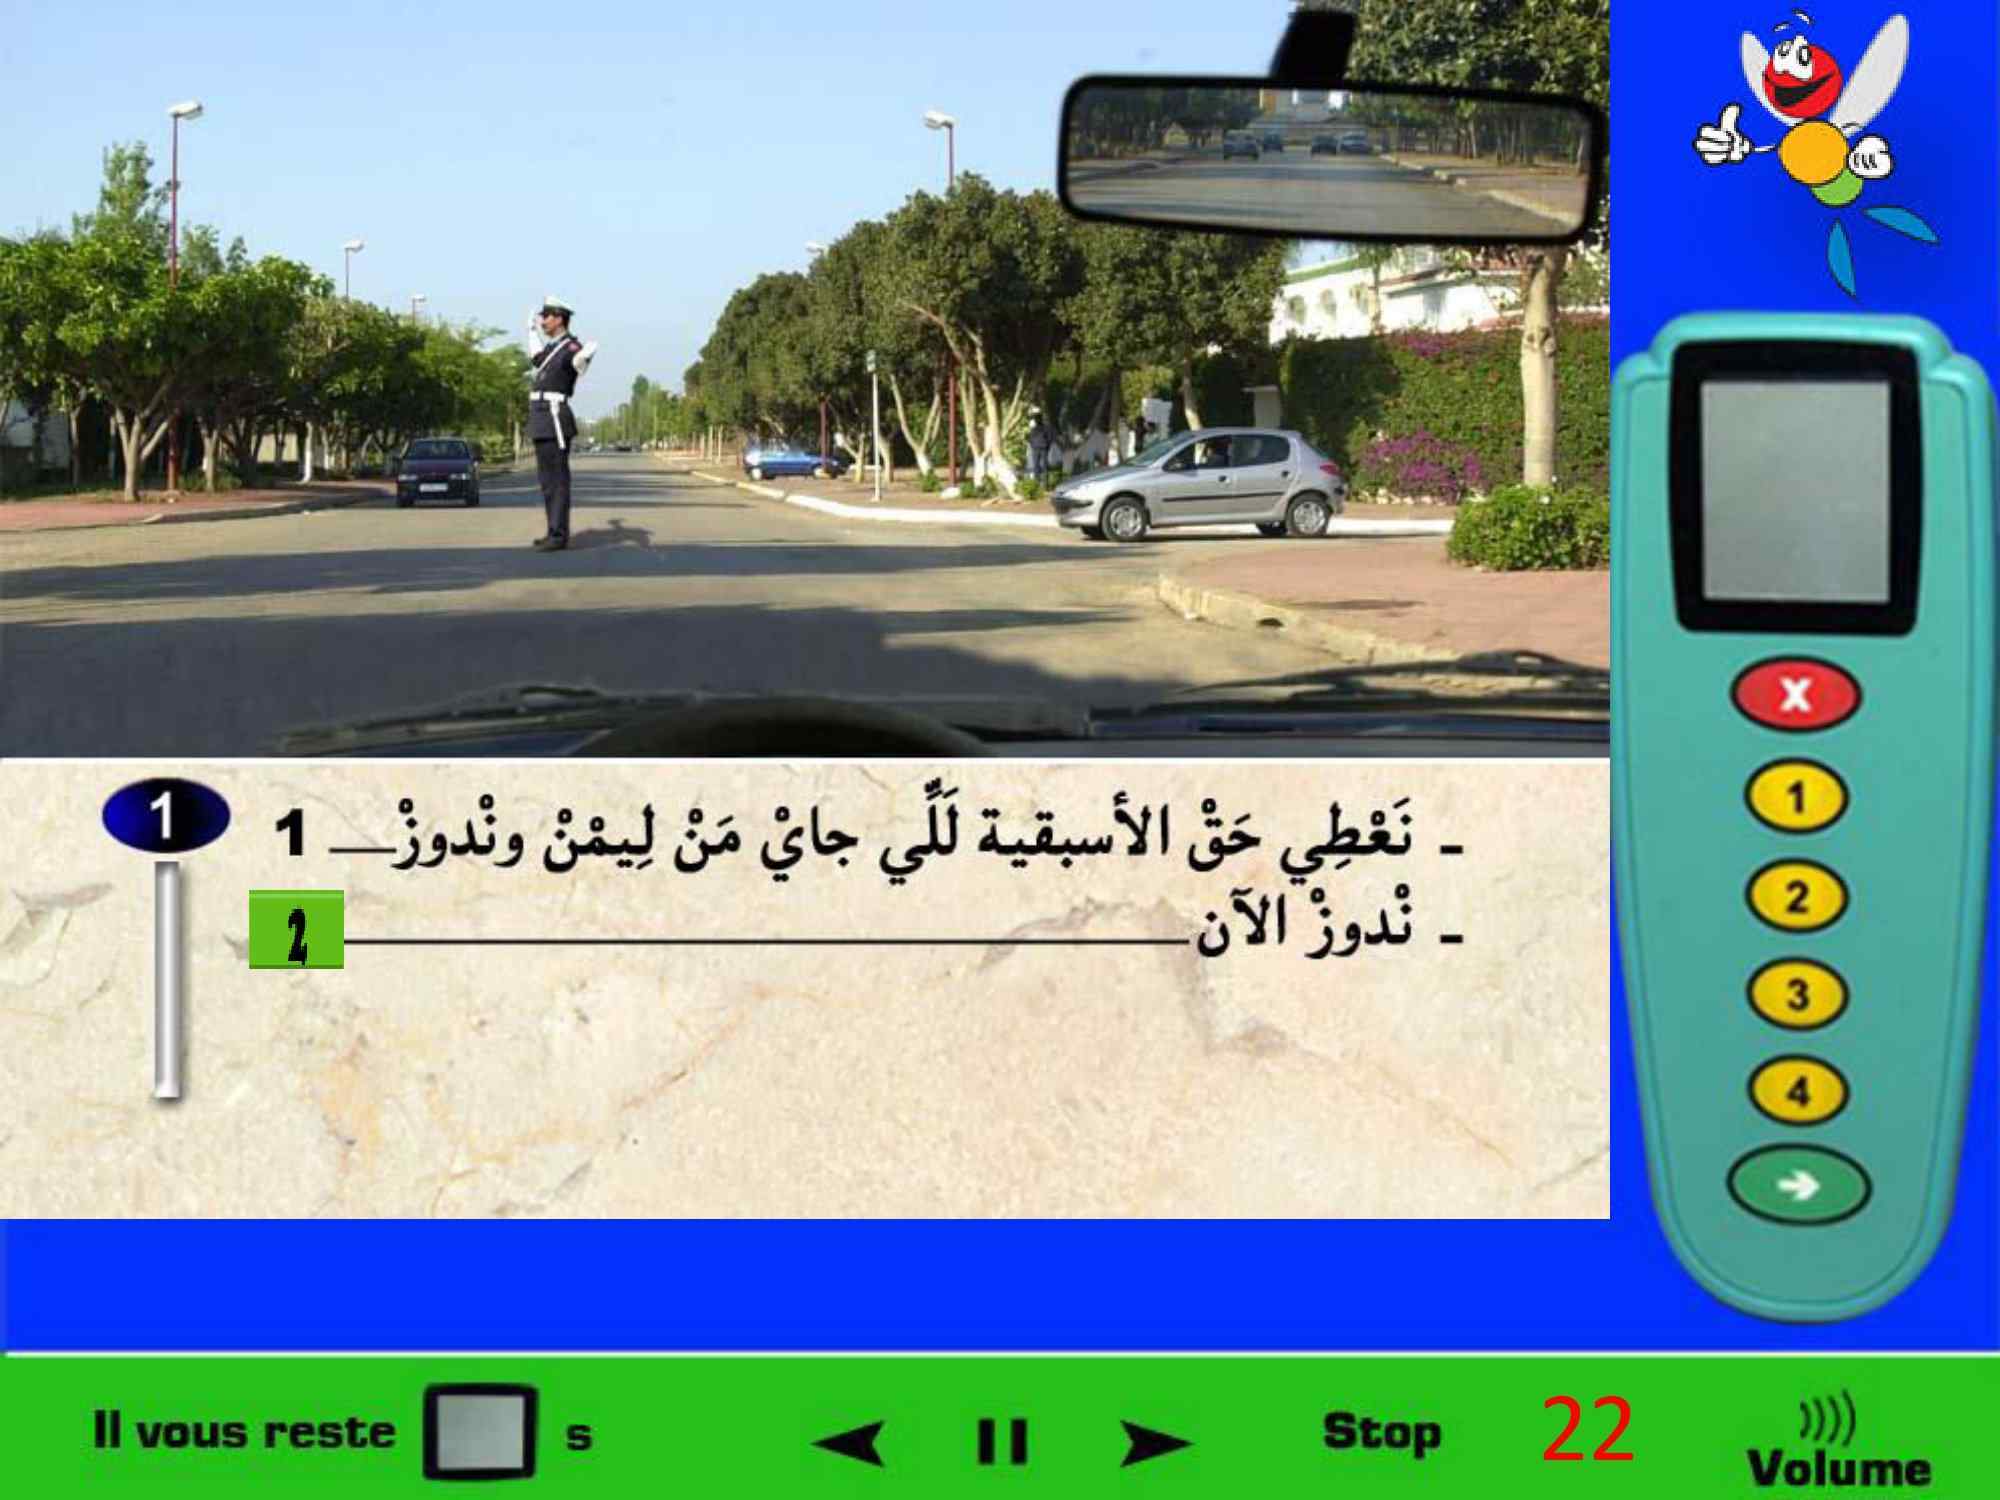 1
ـ نَعْطِي حَقْ الأسبقية لَلِّي جايْ مَنْ لِيمْنْ ونْدوزْ 1
ـ نْدوزْ الآن 2
X
1
2
3
4
Il vous reste s
Stop
22
Volume